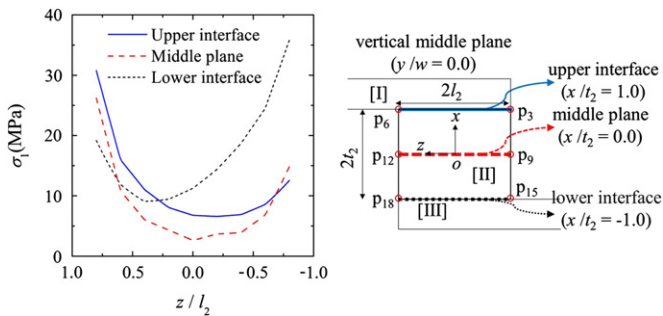 40
30
20
10
0
σ1(MPa)
1.0 0.5 0.0 -0.5 -1.0
z / l2
Upper interface
Middle plane
Lower interface
vertical middle plane
(y /w = 0.0)
[I]
2l2
p6
p3
x
p12
z
o
p9
[II]
2t2
p18
p15
[III]
upper interface
(x /t2 = 1.0)
middle plane
(x /t2 = 0.0)
lower interface
(x /t2 = -1.0)